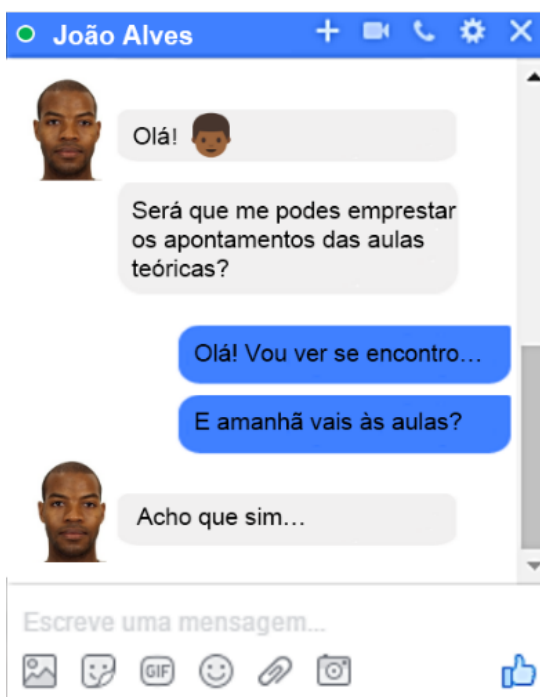 João Alves
Olá!
Será que me podes emprestar
os apontamentos das aulas
teóricas?
Olá! Vou ver se encontro...
E amanhã vais às aulas?
Acho que sim...
Escreve uma mensagem...
GIF